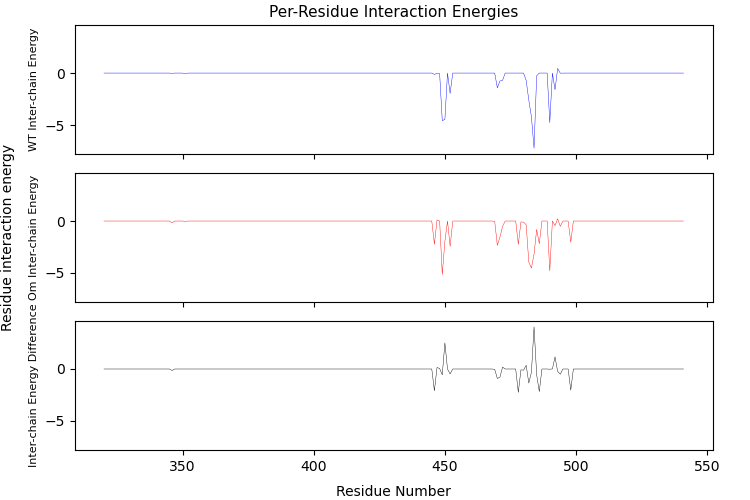 Per-Residue Interaction Energies
Residue interaction energy
WT Inter-chain Energy
0
−5
Om Inter-chain Energy
0
−5
Inter-chain Energy Difference
0
−5
350
400
450
500
550
Residue Number